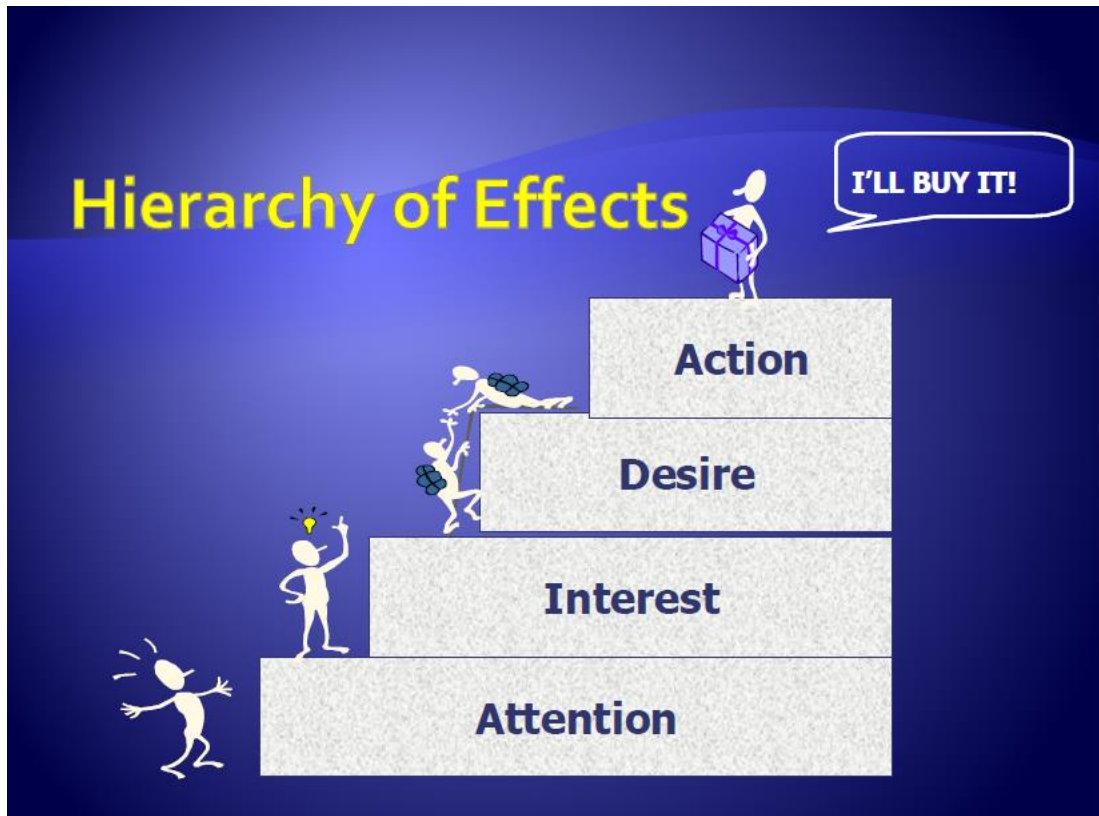 Hierarchy of Effects
I'LL BUY IT!
Action
Desire
Interest
Attention